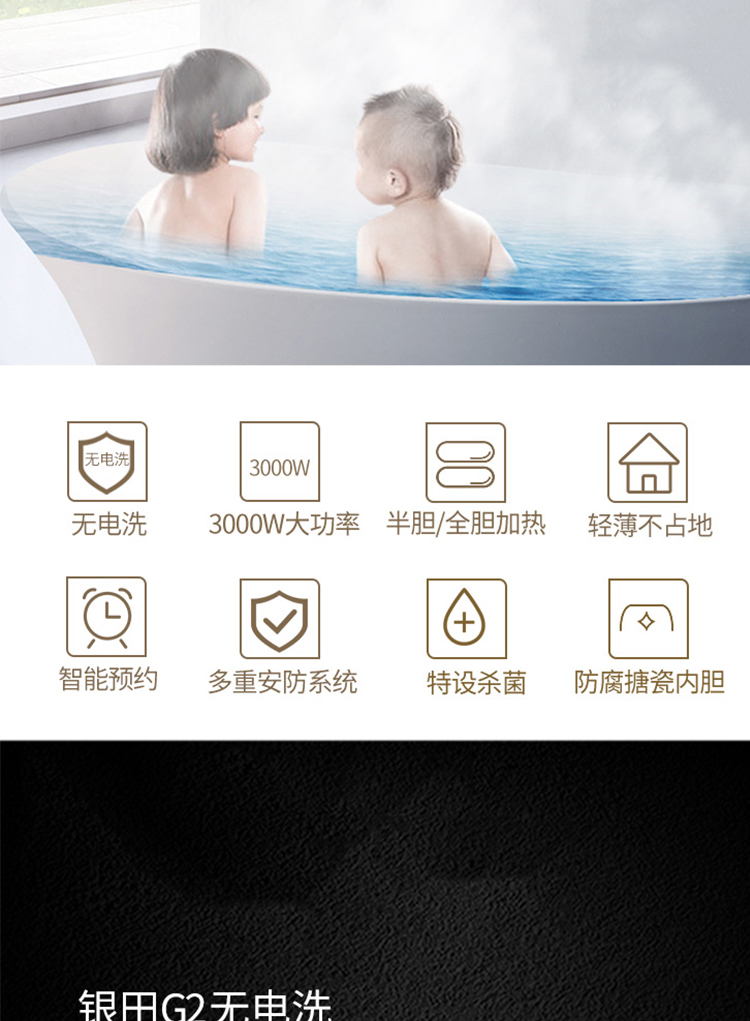 无电洗
3000W
无电洗
3000W大功率
半胆/全胆加热
轻薄不占地
智能预约
多重安防系统
特设杀菌
防腐搪瓷内胆
银田G2无电洗